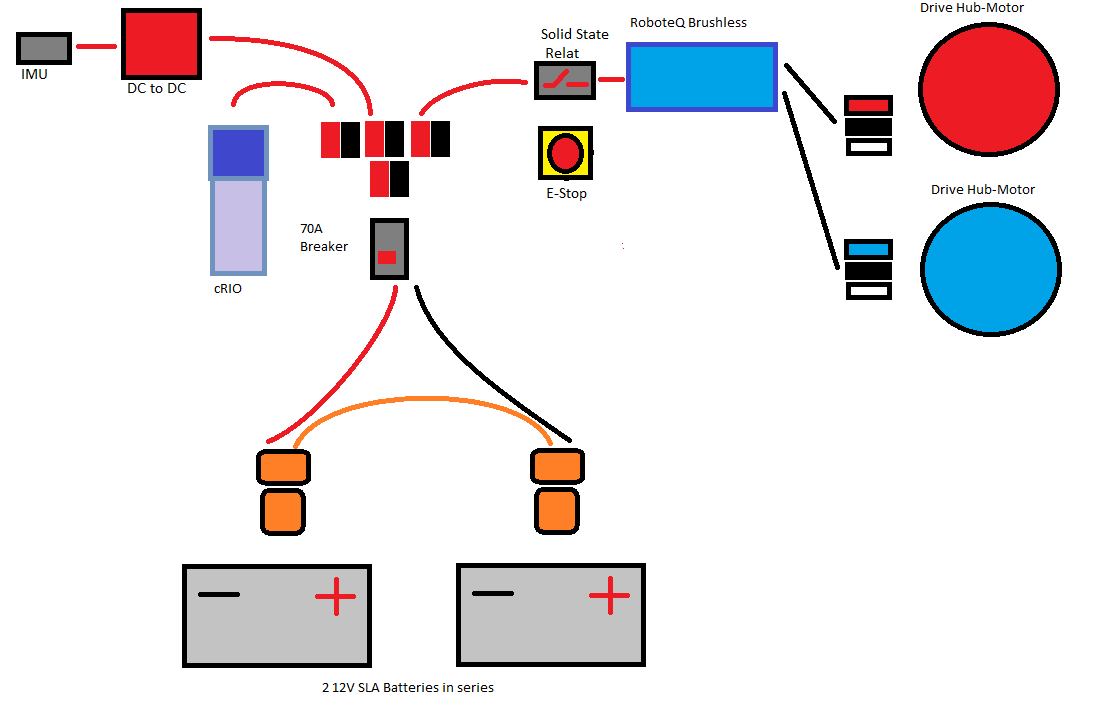 Drive Hub-Motor
RoboteQ Brushless
Solid State
Relat
IMU
DC to DC
E-Stop
Drive Hub-Motor
70A
Breaker
cRIO
2 12V SLA Batteries in series